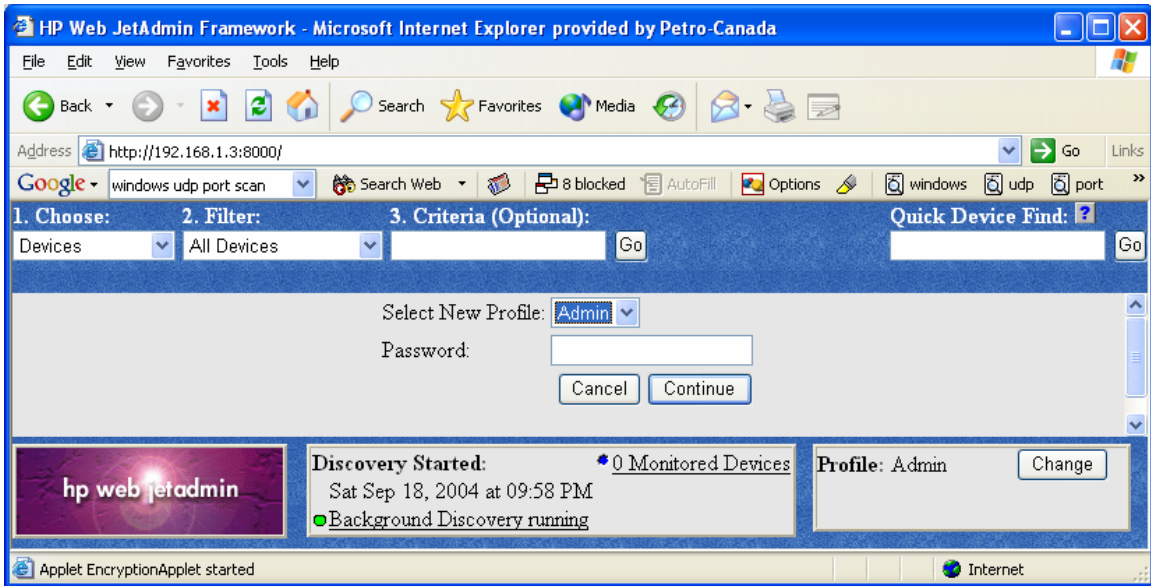 HP Web JetAdmin Framework - Microsoft Internet Explorer provided by Petro-Canada
File Edit View Favorites Tools Help
Back Search Favorites Media
Address http://192.168.1.3:8000/ Go Links
Google windows udp port scan Search Web 8 blocked AutoFill Options windows udp port »
1. Choose: 2. Filter: 3. Criteria (Optional): Quick Device Find: ?
Devices All Devices Go Go
Select New Profile: Admin
Password:
Cancel Continue
hp web jetadmin
Discovery Started: 0 Monitored Devices
Sat Sep 18, 2004 at 09:58 PM
Background Discovery running
Profile: Admin Change
Applet EncryptionApplet started Internet